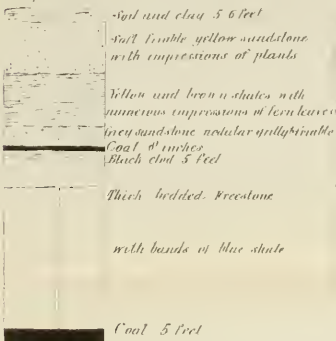 Soil and clay 5 6 feet
Soft friable yellow sandstone
with impressions of plants
Yellow and brown shales with
numerous impressions of fern leaves
Grey sandstone nodular gritty friable
Coal 8 inches
Black clod 5 feet
Thick bedded Freestone
with bands of blue shale
Coal 5 feet